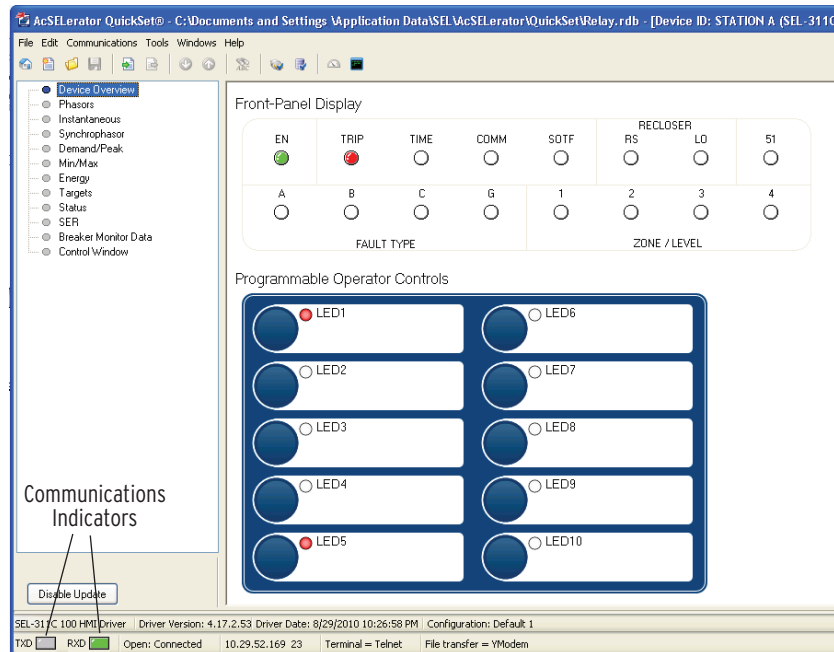 AcSELerator QuickSet® - C:\Documents and Settings \Application Data\SEL\AcSELerator\QuickSet\Relay.rdb - [Device ID: STATION A (SEL-311C
File Edit Communications Tools Windows Help
Device Overview
Phasors
Instantaneous
Synchrophasor
Demand/Peak
Min/Max
Energy
Targets
Status
SER
Breaker Monitor Data
Control Window
Front-Panel Display
RECLOSER
EN TRIP TIME COMM SOTF RS LO 51
A B C G 1 2 3 4
FAULT TYPE ZONE / LEVEL
Programmable Operator Controls
LED1 LED6
LED2 LED7
LED3 LED8
LED4 LED9
LED5 LED10
Communications
Indicators
Disable Update
SEL-311C 100 HMI Driver Driver Version: 4.17.2.53 Driver Date: 8/29/2010 10:26:58 PM Configuration: Default 1
TXD RXD Open: Connected 10.29.52.169 23 Terminal = Telnet File transfer = YModem